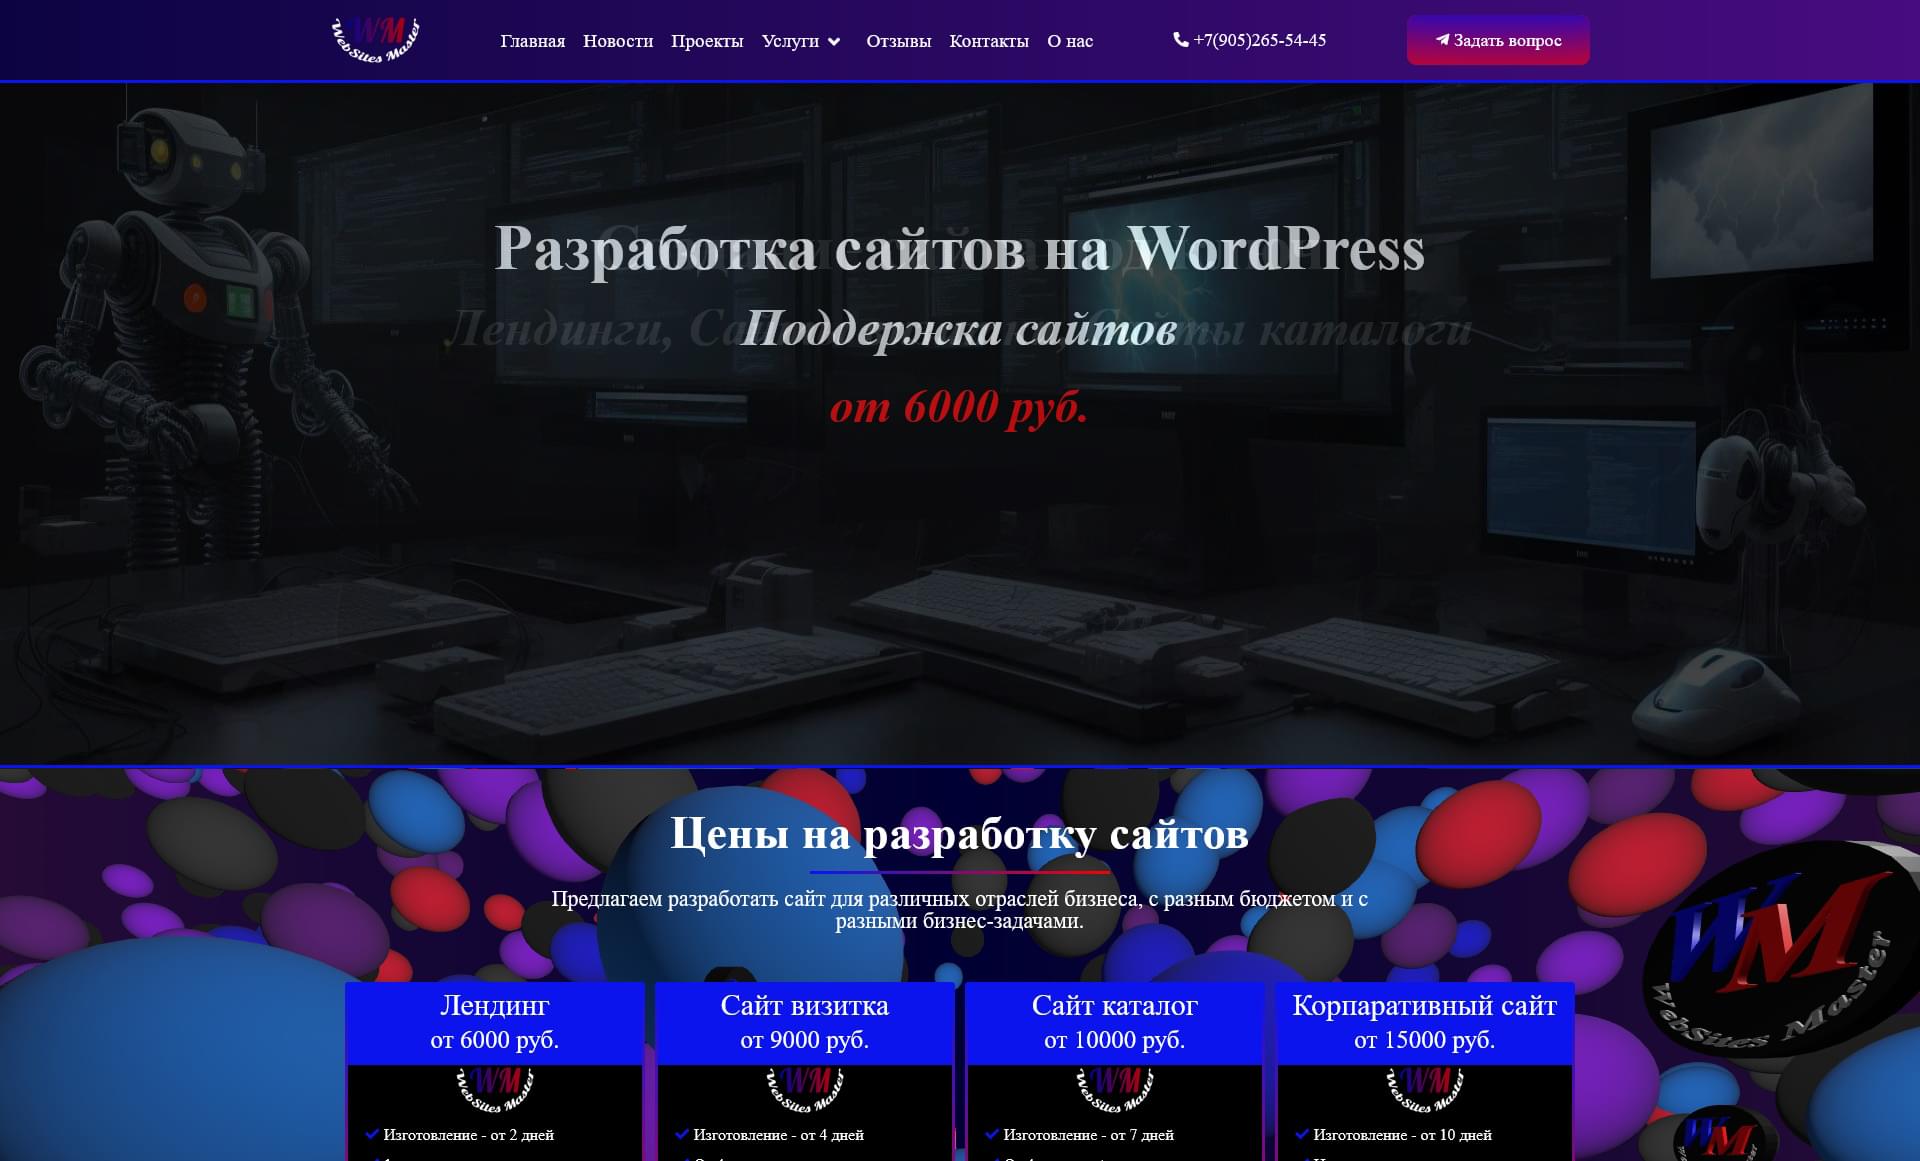 WM
WebSites Master
Главная Новости Проекты Услуги Отзывы Контакты О нас
+7(905)265-54-45
Задать вопрос
Разработка сайтов на WordPress
Поддержка сайтов
Лендинги, Са ты каталоги
от 6000 руб.
Цены на разработку сайтов
Предлагаем разработать сайт для различных отраслей бизнеса, с разным бюджетом и с
разными бизнес-задачами.
WM
WebSites Master
Лендинг
от 6000 руб.
WM
WebSites Master
Изготовление - от 2 дней
Сайт визитка
от 9000 руб.
WM
WebSites Master
Изготовление - от 4 дней
Сайт каталог
от 10000 руб.
WM
WebSites Master
Изготовление - от 7 дней
Корпаративный сайт
от 15000 руб.
WM
WebSites Master
Изготовление - от 10 дней
WM